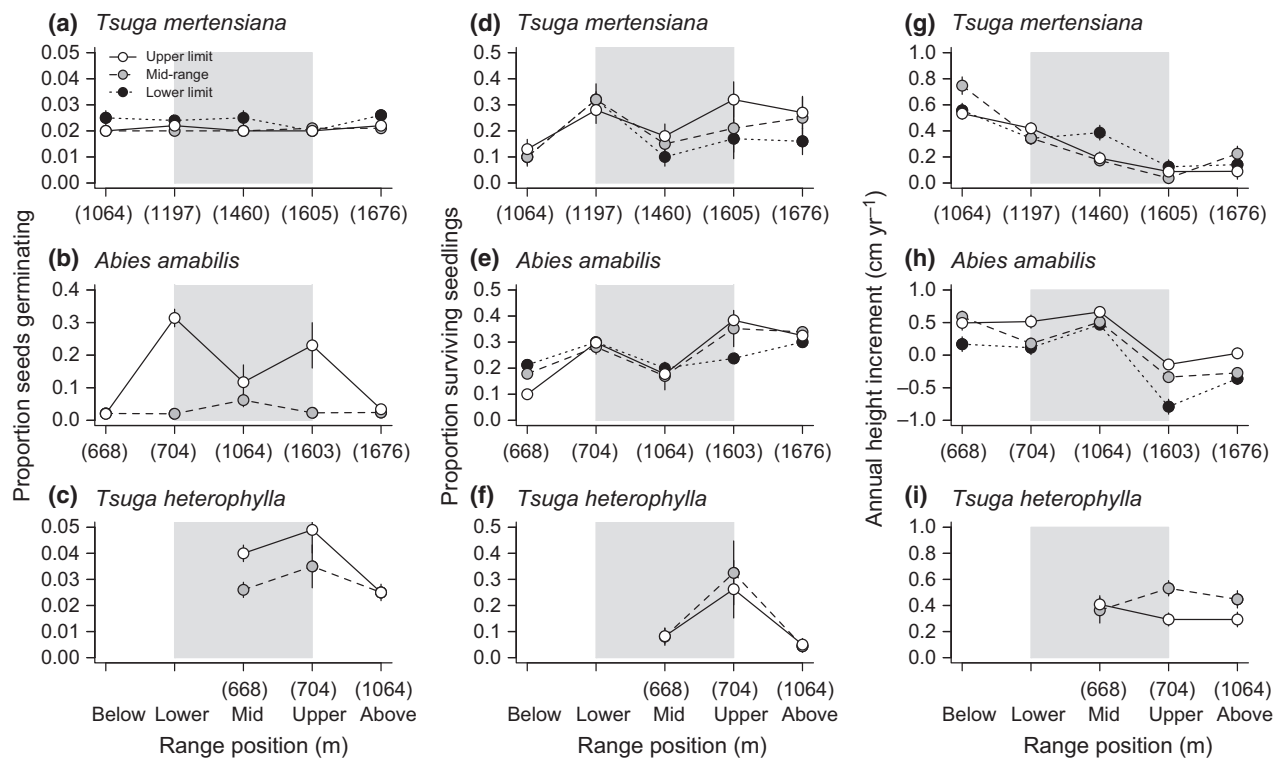 (a) Tsuga mertensiana
0.05
0.04
0.03
0.02
0.01
0.00
Upper limit
Mid-range
Lower limit
(1064) (1197) (1460) (1605) (1676)
(b) Abies amabilis
0.4
0.3
0.2
0.1
0.0
(668) (704) (1064) (1603) (1676)
(c) Tsuga heterophylla
0.05
0.04
0.03
0.02
0.01
0.00
(668) (704) (1064)
Below Lower Mid Upper Above
Range position (m)
Proportion seeds germinating
(d) Tsuga mertensiana
0.5
0.4
0.3
0.2
0.1
0.0
(1064) (1197) (1460) (1605) (1676)
(e) Abies amabilis
0.5
0.4
0.3
0.2
0.1
0.0
(668) (704) (1064) (1603) (1676)
(f) Tsuga heterophylla
0.5
0.4
0.3
0.2
0.1
0.0
(668) (704) (1064)
Below Lower Mid Upper Above
Range position (m)
Proportion surviving seedlings
(g) Tsuga mertensiana
1.0
0.8
0.6
0.4
0.2
0.0
(1064) (1197) (1460) (1605) (1676)
(h) Abies amabilis
1.0
0.5
0.0
−0.5
−1.0
(668) (704) (1064) (1603) (1676)
(i) Tsuga heterophylla
1.0
0.8
0.6
0.4
0.2
0.0
(668) (704) (1064)
Below Lower Mid Upper Above
Range position (m)
Annual height increment (cm yr⁻¹)